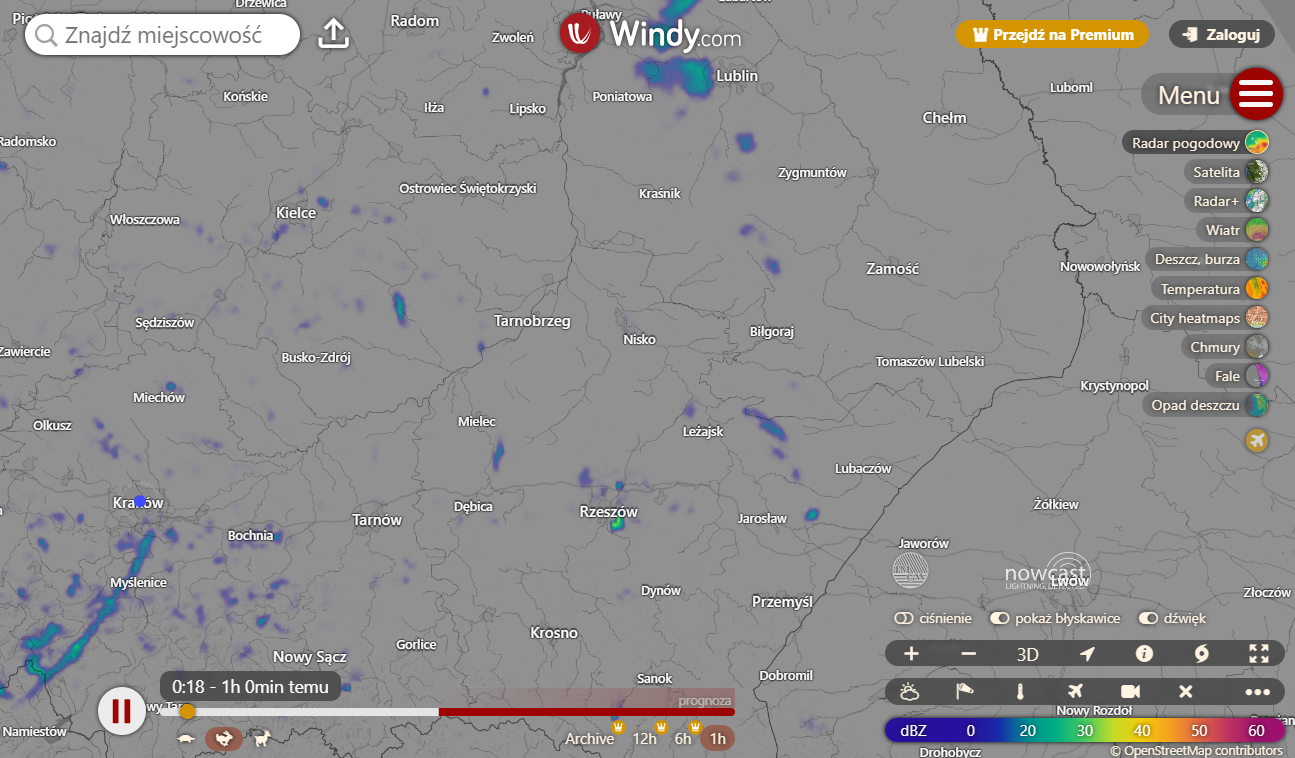 Drzewica
Radom
Zwoleń
Puławy
Znajdź miejscowość
Windy.com
Przejdź na Premium
Zaloguj
Lublin
Końskie
Iłża
Lipsko
Poniatowa
Chełm
Luboml
Menu
Radomsko
Radar pogodowy
Satelita
Radar+
Wiatr
Deszcz, burza
Temperatura
City heatmaps
Chmury
Fale
Opad deszczu
Ostrowiec Świętokrzyski
Kraśnik
Zygmuntów
Włoszczowa
Kielce
Zamość
Nowowołyńsk
Sędziszów
Tarnobrzeg
Nisko
Biłgoraj
Zawiercie
Busko-Zdrój
Tomaszów Lubelski
Krystynopol
Miechów
Olkusz
Mielec
Leżajsk
Lubaczów
Kraków
Tarnów
Dębica
Rzeszów
Jarosław
Żółkiew
Bochnia
Jaworów
Myślenice
Dynów
Przemyśl
nowcast
LIGHTNING. DETECTED.
Lwów
Złoczów
ciśnienie
pokaż błyskawice
dźwięk
Gorlice
Krosno
Nowy Sącz
Sanok
Dobromil
3D
0:18 - 1h 0min temu
prognoza
Namiestów
Archive
12h
6h
1h
Nowy Rozdół
dBZ 0 20 30 40 50 60
Drohobycz
© OpenStreetMap contributors